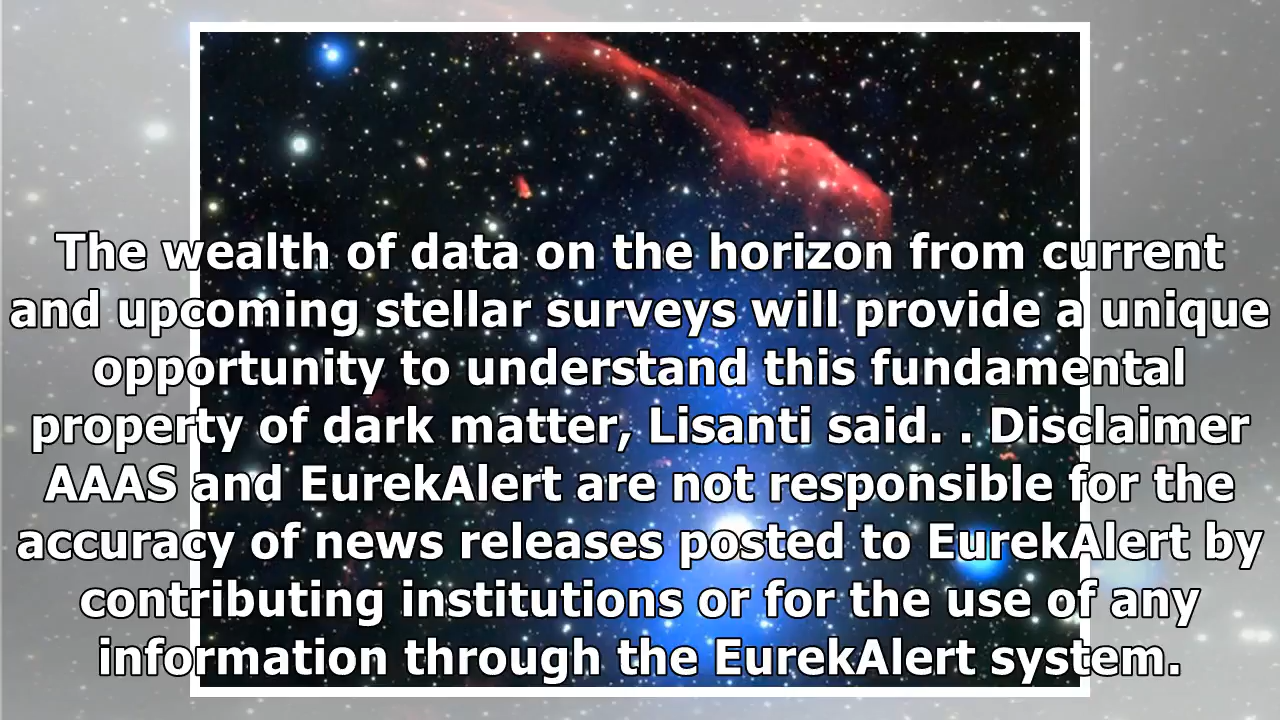 The wealth of data on the horizon from current
and upcoming stellar surveys will provide a unique
opportunity to understand this fundamental
property of dark matter, Lisanti said. . Disclaimer
AAAS and EurekAlert are not responsible for the
accuracy of news releases posted to EurekAlert by
contributing institutions or for the use of any
information through the EurekAlert system.